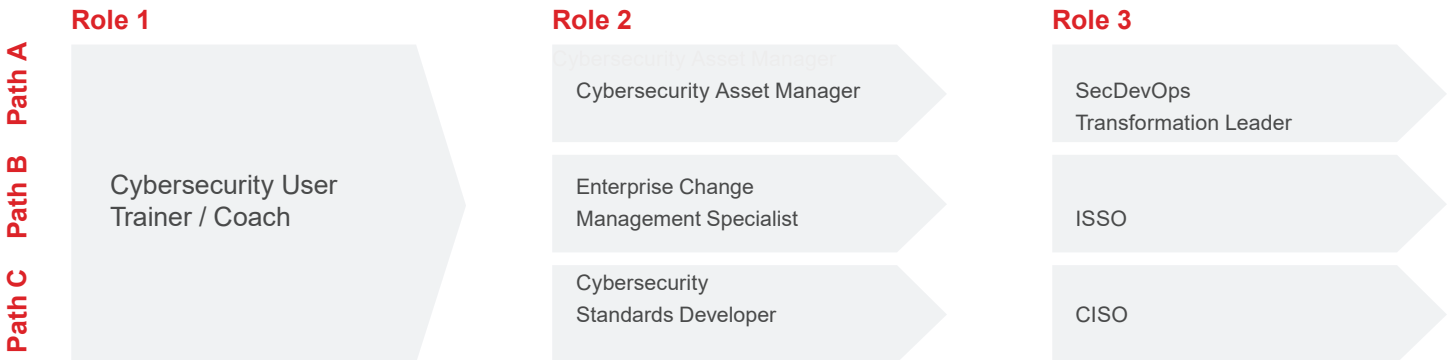 Role 1
Role 2
Role 3
Path A
Path B
Path C
Cybersecurity User
Trainer / Coach
Cybersecurity Asset Manager
Cybersecurity Asset Manager
SecDevOps
Transformation Leader
Enterprise Change
Management Specialist
ISSO
Cybersecurity
Standards Developer
CISO